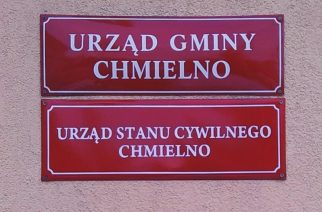 URZĄD GMINY
CHMIELNO
URZĄD STANU CYWILNEGO
CHMIELNO